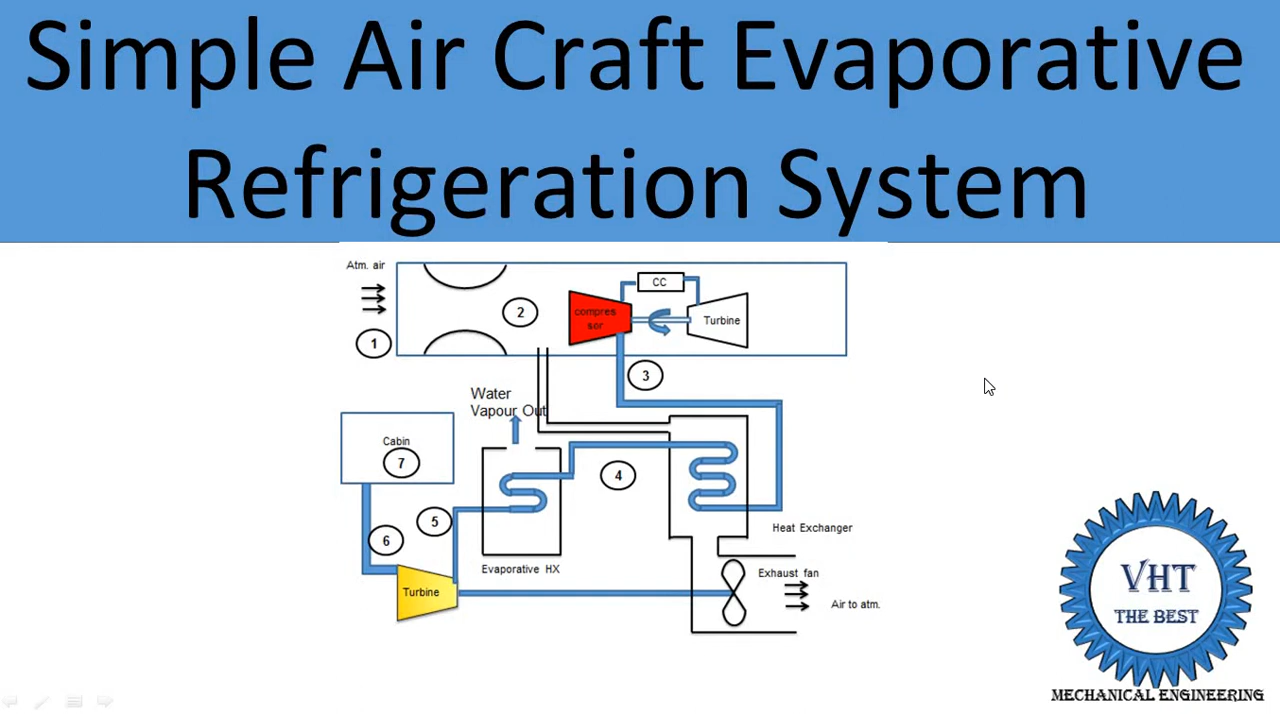 Simple Air Craft Evaporative
Refrigeration System
Atm. air
CC
compres
sor
Turbine
1
2
3
Water
Vapour Out
Cabin
7
4
5
6
Heat Exchanger
Evaporative HX
Turbine
Exhaust fan
Air to atm.
VHT
THE BEST
MECHANICAL ENGINEERING